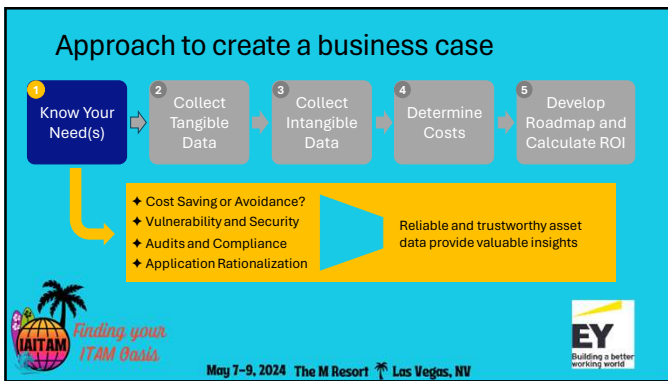 Approach to create a business case
1
Know Your
Need(s)
2
Collect
Tangible
Data
3
Collect
Intangible
Data
4
Determine
Costs
5
Develop
Roadmap and
Calculate ROI
✦ Cost Saving or Avoidance?
✦ Vulnerability and Security
✦ Audits and Compliance
✦ Application Rationalization
Reliable and trustworthy asset
data provide valuable insights
IAITAM
Finding your
ITAM Oasis
May 7-9, 2024 The M Resort Las Vegas, NV
EY
Building a better
working world